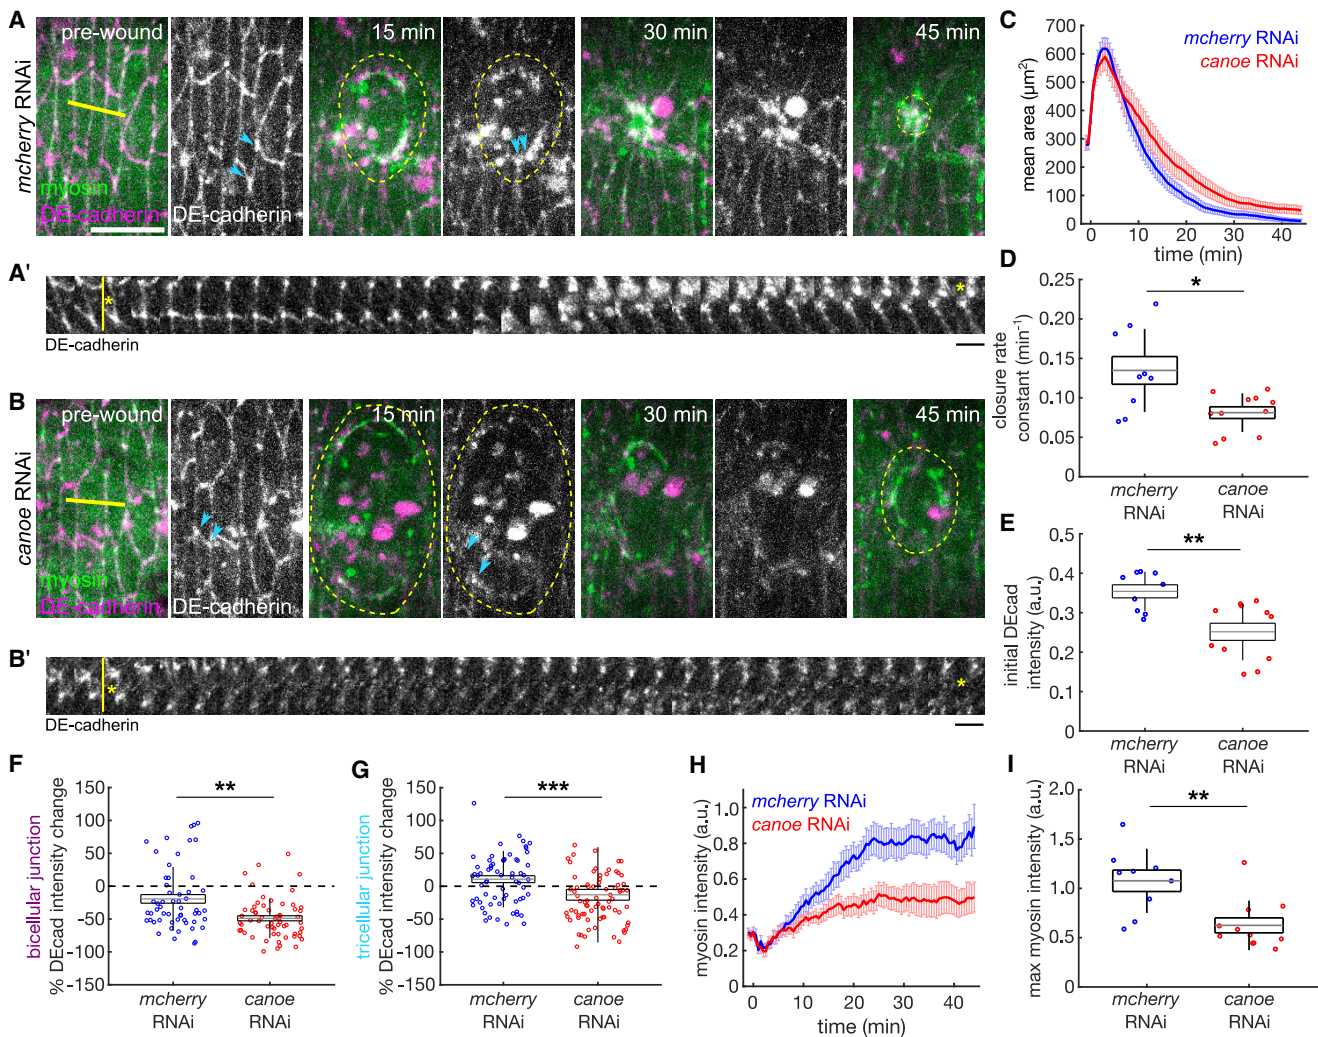 A
mcherry RNAi
pre-wound
myosin
DE-cadherin
DE-cadherin
15 min
30 min
45 min
A'
*
*
DE-cadherin
B
canoe RNAi
pre-wound
myosin
DE-cadherin
DE-cadherin
15 min
30 min
45 min
B'
*
*
DE-cadherin
C
mean area (µm²)
700
600
500
400
300
200
100
0
0 10 20 30 40
time (min)
mcherry RNAi
canoe RNAi
D
closure rate
constant (min⁻¹)
0.25
0.20
0.15
0.10
0.05
0
*
mcherry
RNAi
canoe
RNAi
E
initial DEcad
intensity (a.u.)
0.5
0.4
0.3
0.2
0.1
0
**
mcherry
RNAi
canoe
RNAi
F
bicellular junction
% DEcad intensity change
150
100
50
0
-50
-100
-150
**
mcherry
RNAi
canoe
RNAi
G
tricellular junction
% DEcad intensity change
150
100
50
0
-50
-100
-150
***
mcherry
RNAi
canoe
RNAi
H
myosin intensity (a.u.)
1.0
0.8
0.6
0.4
0.2
0
0 10 20 30 40
time (min)
mcherry RNAi
canoe RNAi
I
max myosin intensity (a.u.)
2.0
1.5
1.0
0.5
0
**
mcherry
RNAi
canoe
RNAi